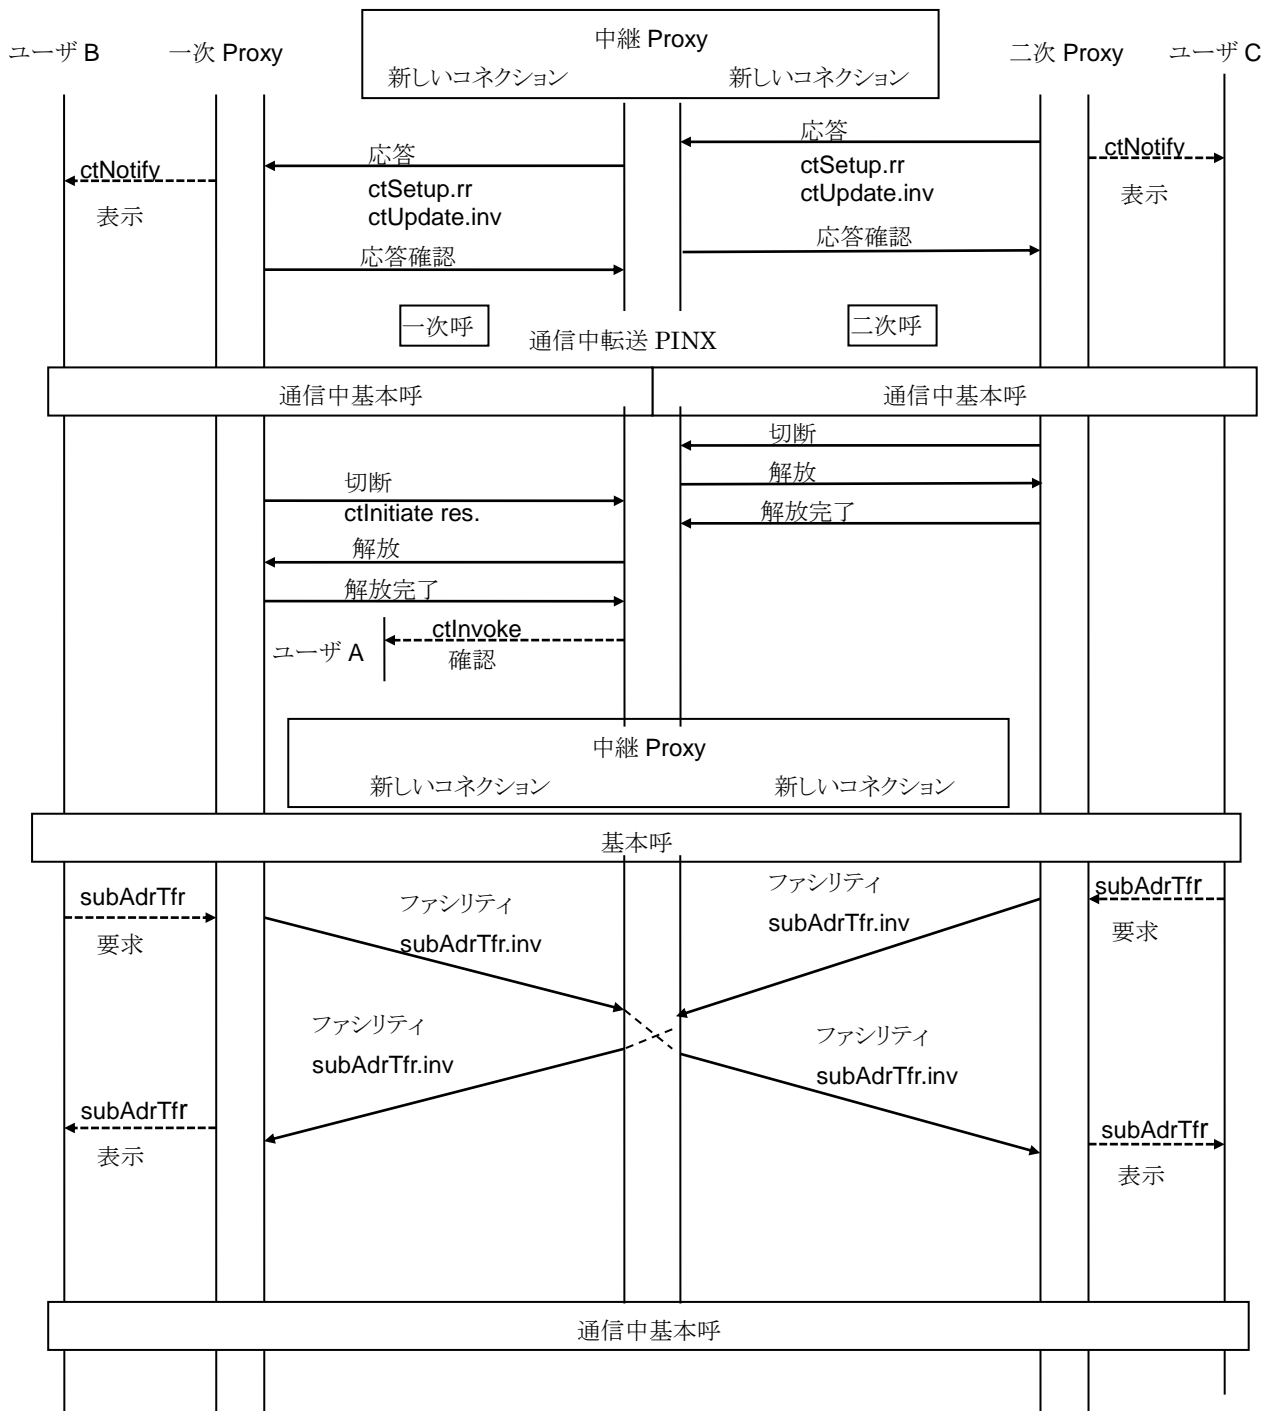 中継 Proxy
ユーザ B
一次 Proxy
二次 Proxy
ユーザ C
新しいコネクション
新しいコネクション
応答
ctNotify
応答
ctNotify
ctSetup.rr
ctUpdate.inv
表示
ctSetup.rr
ctUpdate.inv
表示
応答確認
応答確認
一次呼
通信中転送 PINX
二次呼
通信中基本呼
通信中基本呼
切断
解放
切断
ctInitiate res.
解放完了
解放
解放完了
ctInvoke
ユーザ A
確認
中継 Proxy
新しいコネクション
新しいコネクション
基本呼
subAdrTfr
ファシリティ
ファシリティ
subAdrTfr
要求
subAdrTfr.inv
subAdrTfr.inv
要求
ファシリティ
ファシリティ
subAdrTfr.inv
subAdrTfr.inv
subAdrTfr
subAdrTfr
表示
表示
通信中基本呼